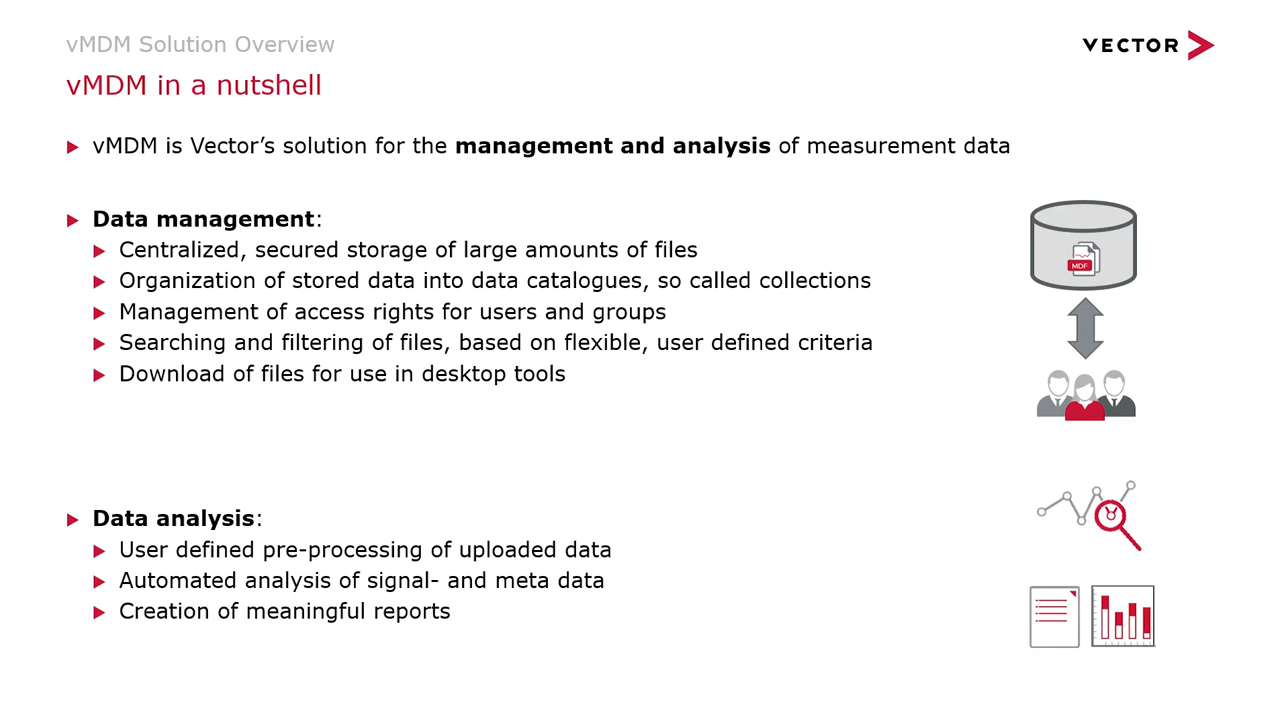 vMDM Solution Overview
VECTOR
vMDM in a nutshell
vMDM is Vector’s solution for the management and analysis of measurement data
Data management:
Centralized, secured storage of large amounts of files
Organization of stored data into data catalogues, so called collections
Management of access rights for users and groups
Searching and filtering of files, based on flexible, user defined criteria
Download of files for use in desktop tools
MDF
Data analysis:
User defined pre-processing of uploaded data
Automated analysis of signal- and meta data
Creation of meaningful reports